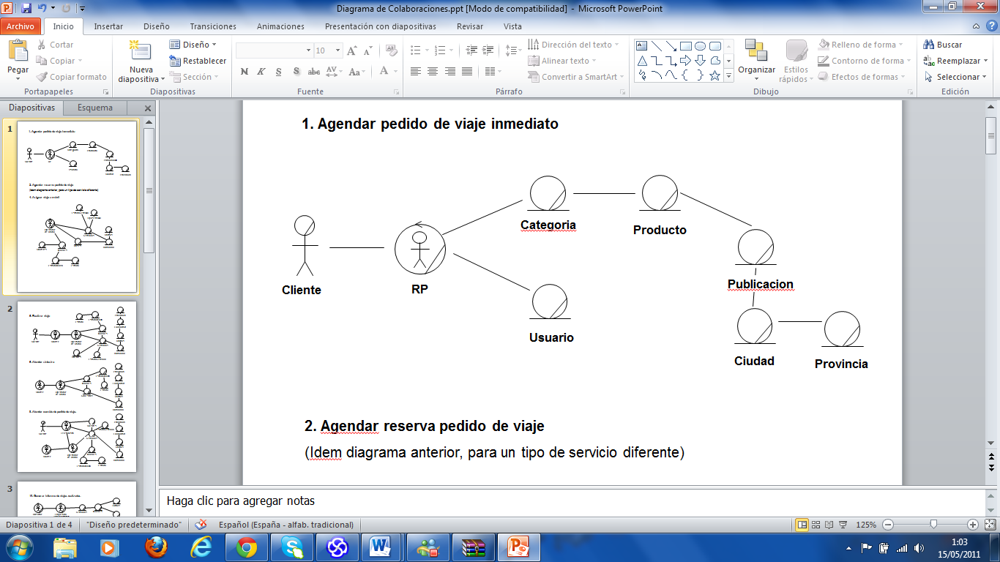 Diagrama de Colaboraciones.ppt [Modo de compatibilidad] - Microsoft PowerPoint
Archivo Inicio Insertar Diseño Transiciones Animaciones Presentación con diapositivas Revisar Vista
Pegar
Cortar
Copiar
Copiar formato
Portapapeles
Nueva diapositiva
Diseño
Restablecer
Sección
Diapositivas
10
N K S S abc AV Aa A
Fuente
Dirección del texto
Alinear texto
Convertir a SmartArt
Párrafo
Organizar
Estilos rápidos
Relleno de forma
Contorno de forma
Efectos de formas
Dibujo
Buscar
Reemplazar
Seleccionar
Edición
Diapositivas Esquema
1
2
3
1. Agendar pedido de viaje inmediato
Categoria
Producto
Cliente
RP
Publicacion
Usuario
Ciudad
Provincia
2. Agendar reserva pedido de viaje
(Idem diagrama anterior, para un tipo de servicio diferente)
Haga clic para agregar notas
Diapositiva 1 de 4 "Diseño predeterminado" Español (España - alfab. tradicional) 125%
1:03
15/05/2011